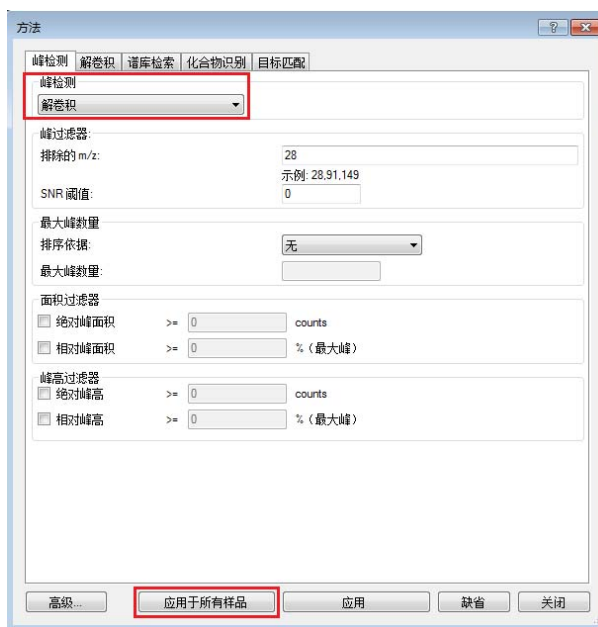 方法
峰检测 解卷积 谱库检索 化合物识别 目标匹配
峰检测
解卷积
峰过滤器:
排除的 m/z: 28
示例: 28,91,149
SNR 阈值: 0
最大峰数量
排序依据: 无
最大峰数量:
面积过滤器
绝对峰面积 >= 0 counts
相对峰面积 >= 0 %（最大峰）
峰高过滤器
绝对峰高 >= 0 counts
相对峰高 >= 0 %（最大峰）
高级... 应用于所有样品 应用 缺省 关闭